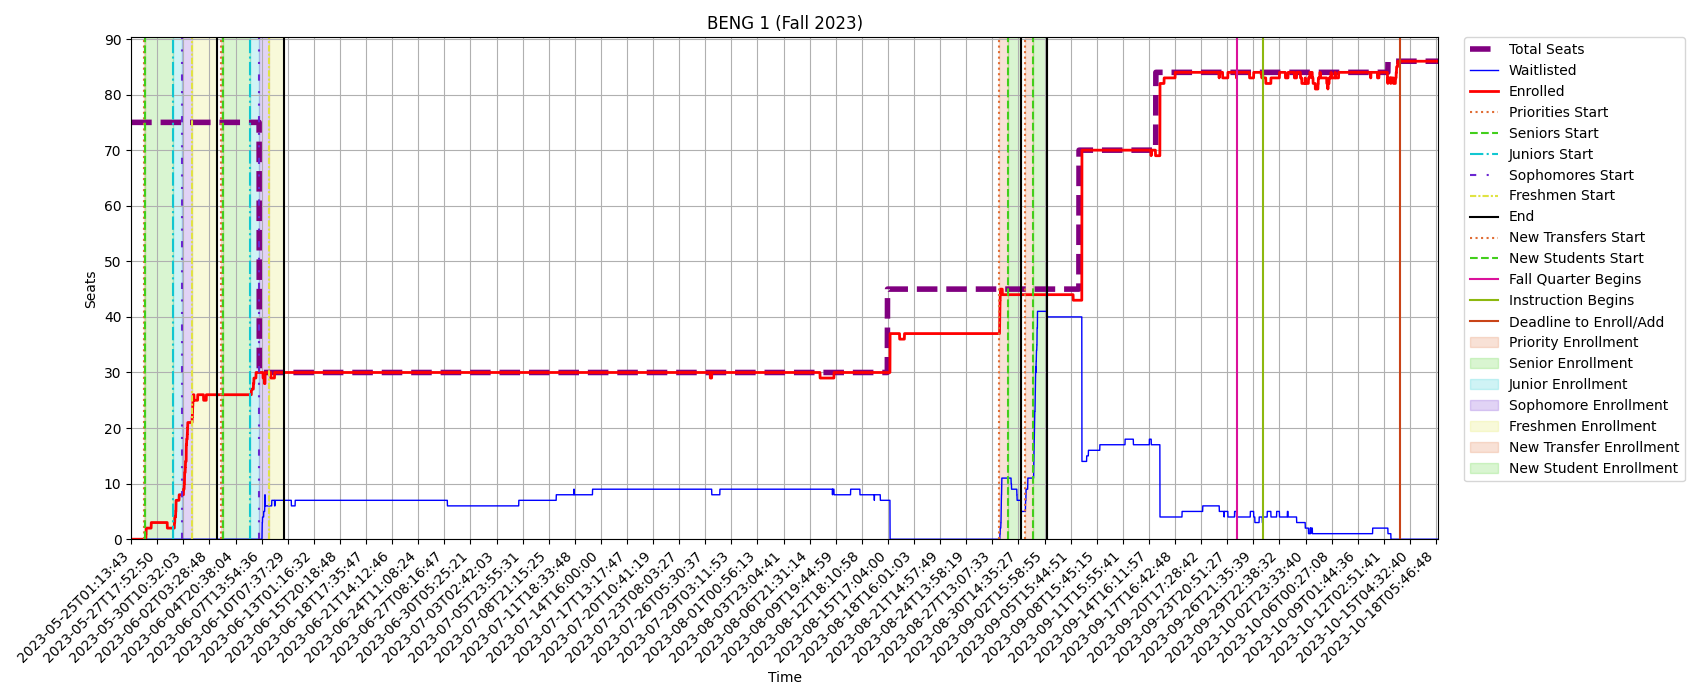 BENG 1 (Fall 2023)
Seats
90
80
70
60
50
40
30
20
10
0
2023-05-25T01:13:43
2023-05-27T17:52:50
2023-05-30T10:32:03
2023-06-02T03:28:48
2023-06-04T20:38:04
2023-06-07T13:54:36
2023-06-10T07:37:29
2023-06-13T01:16:32
2023-06-15T20:18:48
2023-06-18T17:35:47
2023-06-21T14:12:46
2023-06-24T11:08:24
2023-06-27T08:16:47
2023-06-30T05:25:21
2023-07-03T02:42:03
2023-07-05T23:55:31
2023-07-08T21:15:25
2023-07-11T18:33:48
2023-07-14T16:00:00
2023-07-17T13:17:47
2023-07-20T10:41:19
2023-07-23T08:03:27
2023-07-26T05:30:37
2023-07-29T03:11:53
2023-08-01T00:56:13
2023-08-03T23:04:41
2023-08-06T21:31:14
2023-08-09T19:44:59
2023-08-12T18:10:58
2023-08-15T17:04:00
2023-08-18T16:01:03
2023-08-21T14:57:49
2023-08-24T13:58:19
2023-08-27T13:07:33
2023-08-30T14:35:27
2023-09-02T15:58:55
2023-09-05T15:44:51
2023-09-08T15:45:15
2023-09-11T15:55:41
2023-09-14T16:11:57
2023-09-17T16:42:48
2023-09-20T17:28:42
2023-09-23T20:51:27
2023-09-26T21:35:39
2023-09-29T22:38:32
2023-10-02T23:33:40
2023-10-06T00:27:08
2023-10-09T01:44:36
2023-10-12T02:51:41
2023-10-15T04:32:40
2023-10-18T05:46:48
Time
Total Seats
Waitlisted
Enrolled
Priorities Start
Seniors Start
Juniors Start
Sophomores Start
Freshmen Start
End
New Transfers Start
New Students Start
Fall Quarter Begins
Instruction Begins
Deadline to Enroll/Add
Priority Enrollment
Senior Enrollment
Junior Enrollment
Sophomore Enrollment
Freshmen Enrollment
New Transfer Enrollment
New Student Enrollment